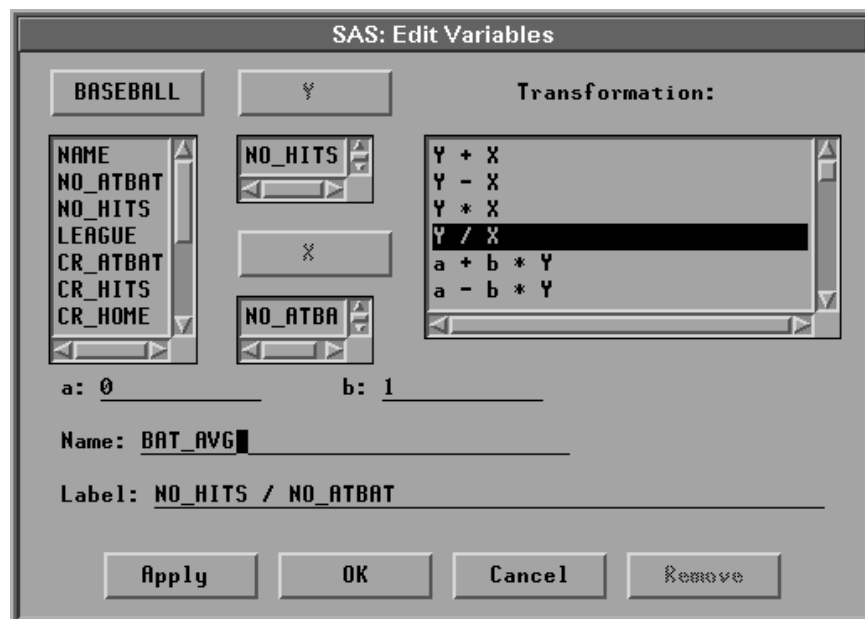 SAS: Edit Variables
BASEBALL
Y
Transformation:
NAME
NO_ATBAT
NO_HITS
LEAGUE
CR_ATBAT
CR_HITS
CR_HOME
NO_HITS
X
NO_ATBA
Y + X
Y - X
Y * X
Y / X
a + b * Y
a - b * Y
a: 0
b: 1
Name: BAT_AVG
Label: NO_HITS / NO_ATBAT
Apply
OK
Cancel
Remove